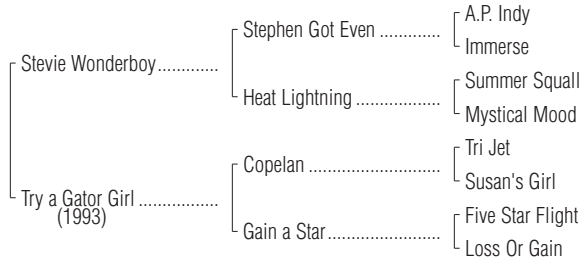 A.P. Indy
Stephen Got Even .............
Immerse
Stevie Wonderboy.............
Summer Squall
Heat Lightning ..................
Mystical Mood
Tri Jet
Copelan ............................
Susan's Girl
Try a Gator Girl .................
(1993)
Five Star Flight
Gain a Star........................
Loss Or Gain